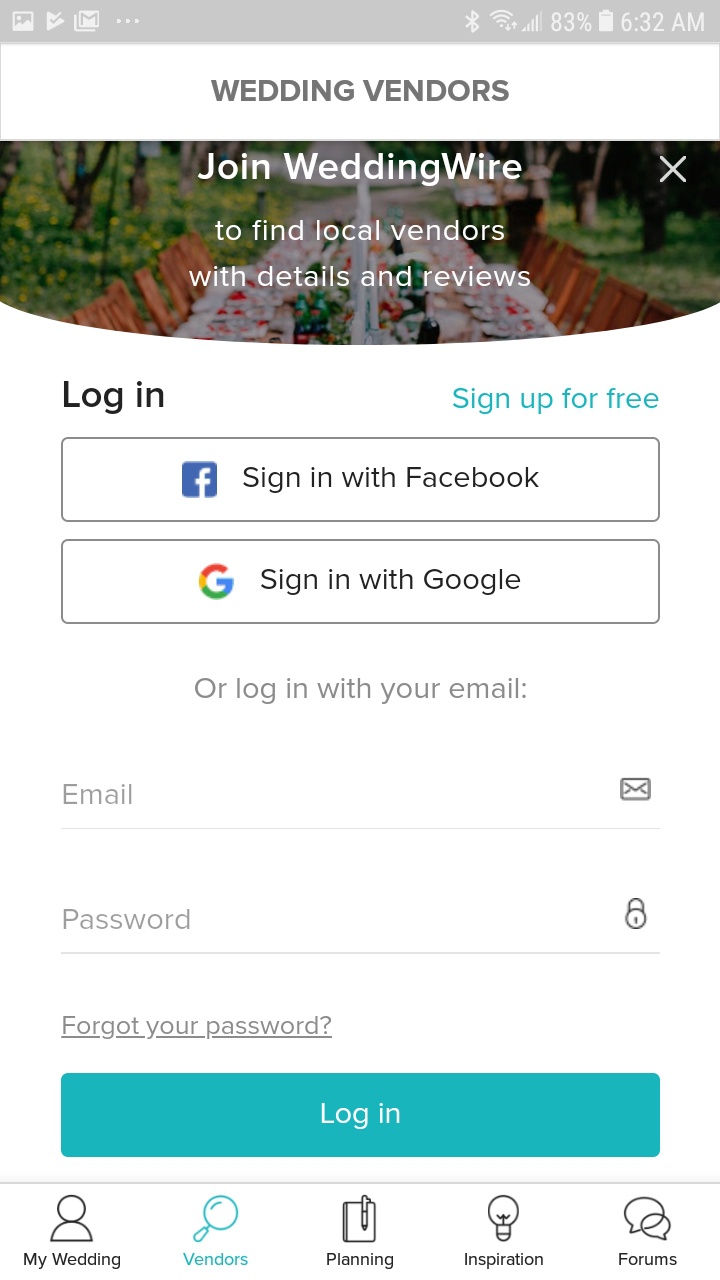 83% 6:32 AM
WEDDING VENDORS
Join WeddingWire
to find local vendors
with details and reviews
Log in
Sign up for free
Sign in with Facebook
Sign in with Google
Or log in with your email:
Email
Password
Forgot your password?
Log in
My Wedding
Vendors
Planning
Inspiration
Forums